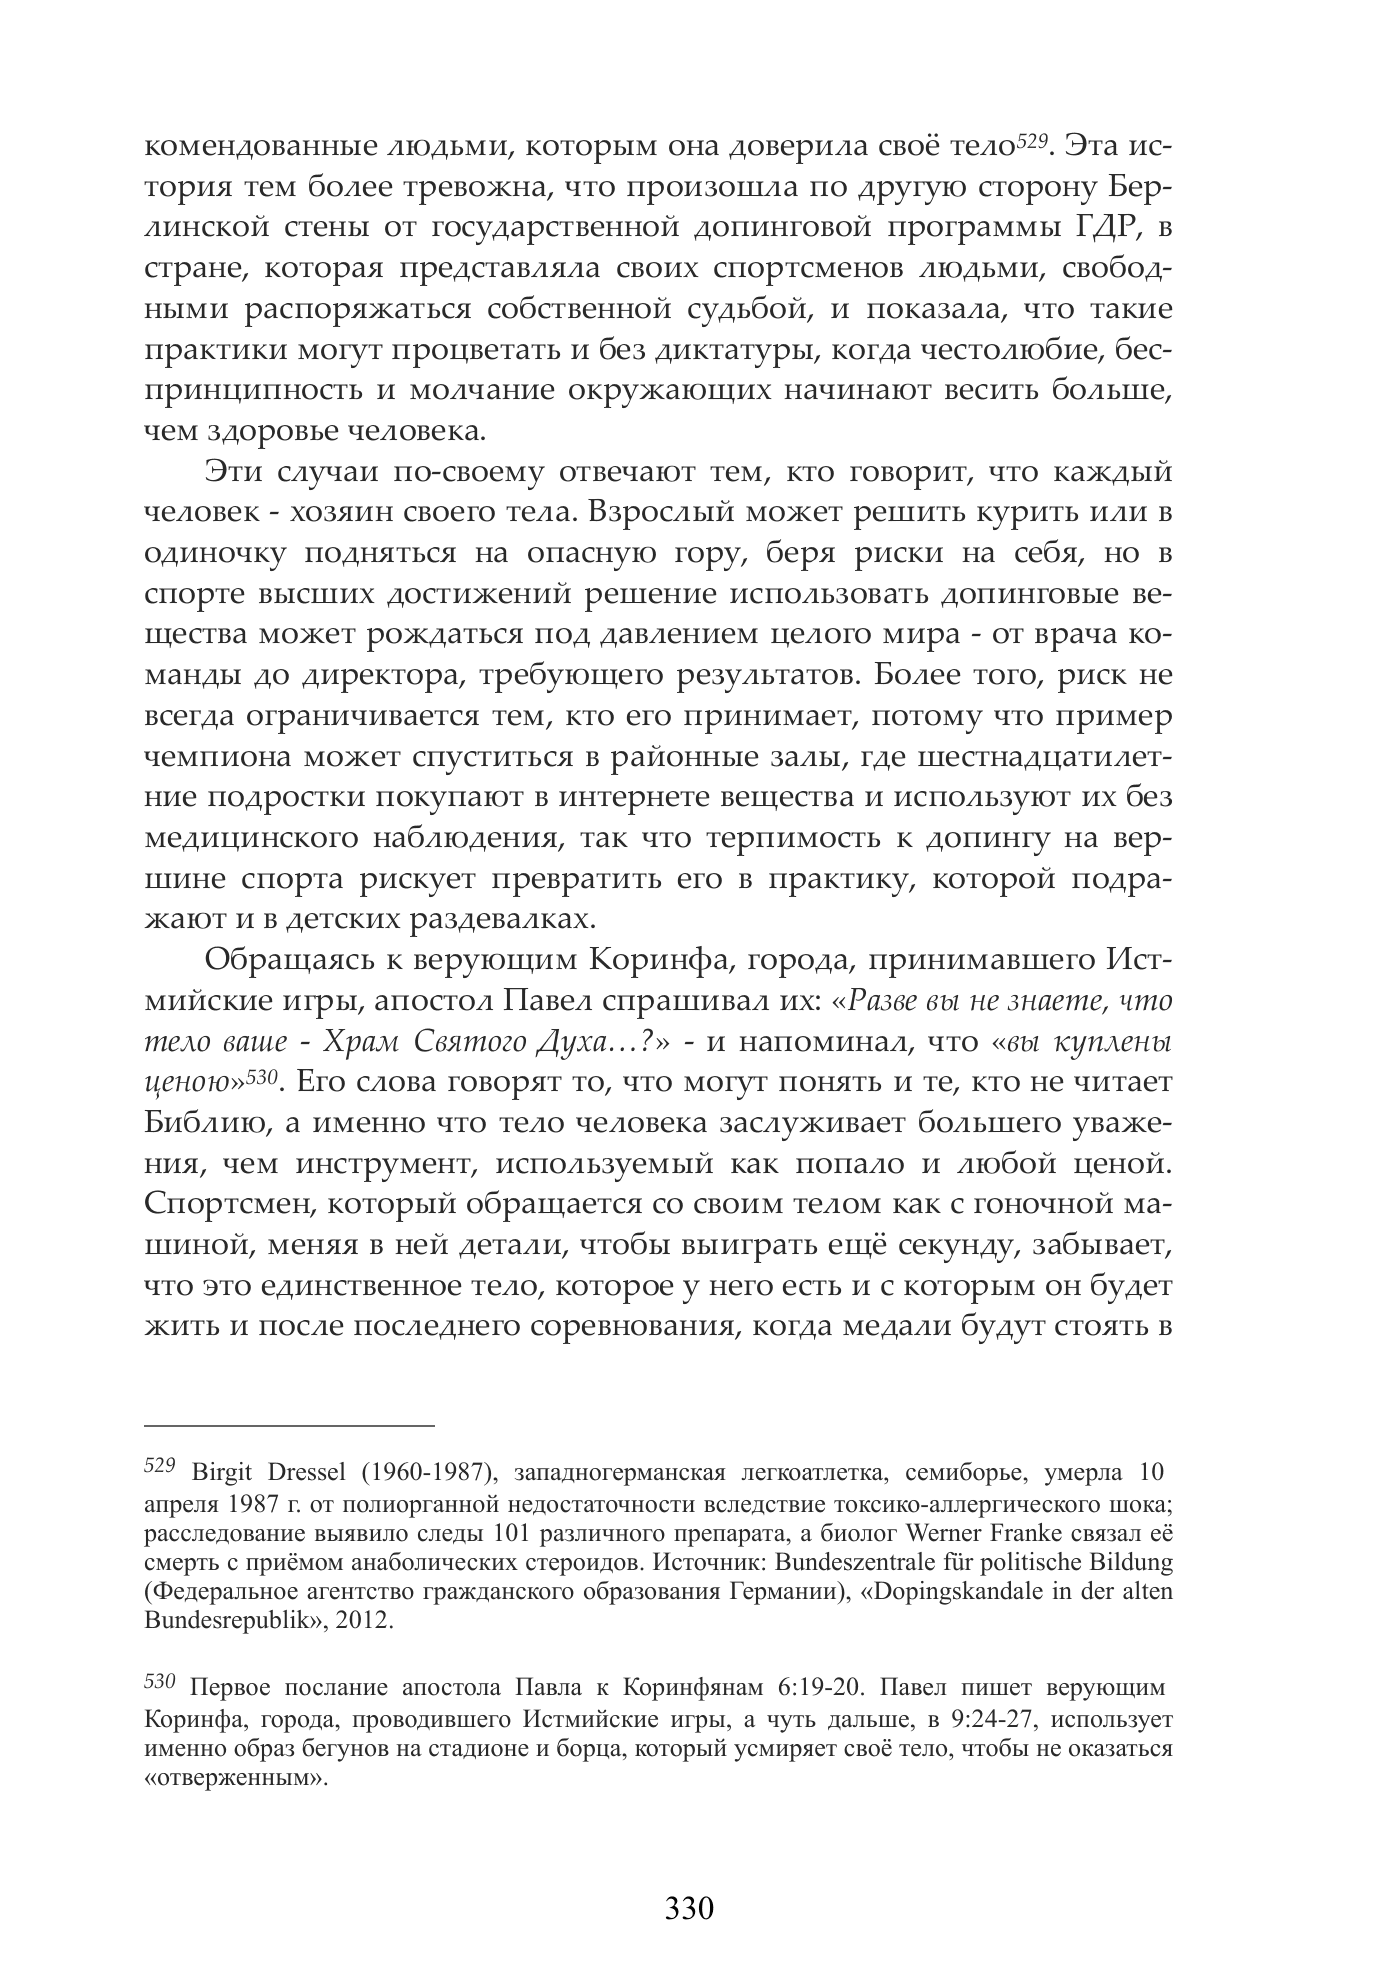 комендованные людьми, которым она доверила своё тело529. Эта ис-
тория тем более тревожна, что произошла по другую сторону Бер-
линской стены от государственной допинговой программы ГДР, в
стране, которая представляла своих спортсменов людьми, свобод-
ными распоряжаться собственной судьбой, и показала, что такие
практики могут процветать и без диктатуры, когда честолюбие, бес-
принципность и молчание окружающих начинают весить больше,
чем здоровье человека.
Эти случаи по-своему отвечают тем, кто говорит, что каждый
человек - хозяин своего тела. Взрослый может решить курить или в
одиночку подняться на опасную гору, беря риски на себя, но в
спорте высших достижений решение использовать допинговые ве-
щества может рождаться под давлением целого мира - от врача ко-
манды до директора, требующего результатов. Более того, риск не
всегда ограничивается тем, кто его принимает, потому что пример
чемпиона может спуститься в районные залы, где шестнадцатилет-
ние подростки покупают в интернете вещества и используют их без
медицинского наблюдения, так что терпимость к допингу на вер-
шине спорта рискует превратить его в практику, которой подра-
жают и в детских раздевалках.
Обращаясь к верующим Коринфа, города, принимавшего Ист-
мийские игры, апостол Павел спрашивал их: «Разве вы не знаете, что
тело ваше - Храм Святого Духа…?» - и напоминал, что «вы куплены
ценою»530. Его слова говорят то, что могут понять и те, кто не читает
Библию, а именно что тело человека заслуживает большего уваже-
ния, чем инструмент, используемый как попало и любой ценой.
Спортсмен, который обращается со своим телом как с гоночной ма-
шиной, меняя в ней детали, чтобы выиграть ещё секунду, забывает,
что это единственное тело, которое у него есть и с которым он будет
жить и после последнего соревнования, когда медали будут стоять в
529 Birgit Dressel (1960-1987), западногерманская легкоатлетка, семиборье, умерла 10
апреля 1987 г. от полиорганной недостаточности вследствие токсико-аллергического шока;
расследование выявило следы 101 различного препарата, а биолог Werner Franke связал её
смерть с приёмом анаболических стероидов. Источник: Bundeszentrale für politische Bildung
(Федеральное агентство гражданского образования Германии), «Dopingskandale in der alten
Bundesrepublik», 2012.
530 Первое послание апостола Павла к Коринфянам 6:19-20. Павел пишет верующим
Коринфа, города, проводившего Истмийские игры, а чуть дальше, в 9:24-27, использует
именно образ бегунов на стадионе и борца, который усмиряет своё тело, чтобы не оказаться
«отверженным».
330